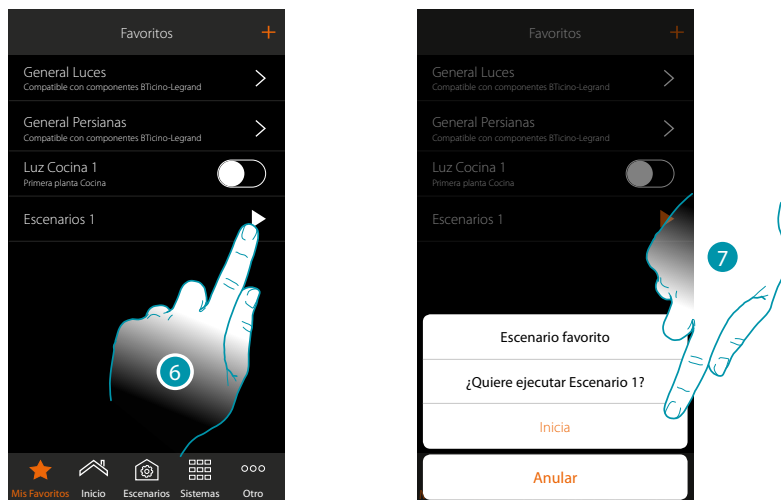 Favoritos +
General Luces
Compatible con componentes BTicino-Legrand
General Persianas
Compatible con componentes BTicino-Legrand
Luz Cocina 1
Primera planta Cocina
Escenarios 1
6
Mis Favoritos Inicio Escenarios Sistemas Otro
Favoritos +
General Luces
Compatible con componentes BTicino-Legrand
General Persianas
Compatible con componentes BTicino-Legrand
Luz Cocina 1
Primera planta Cocina
Escenarios 1
7
Escenario favorito
¿Quiere ejecutar Escenario 1?
Inicia
Anular